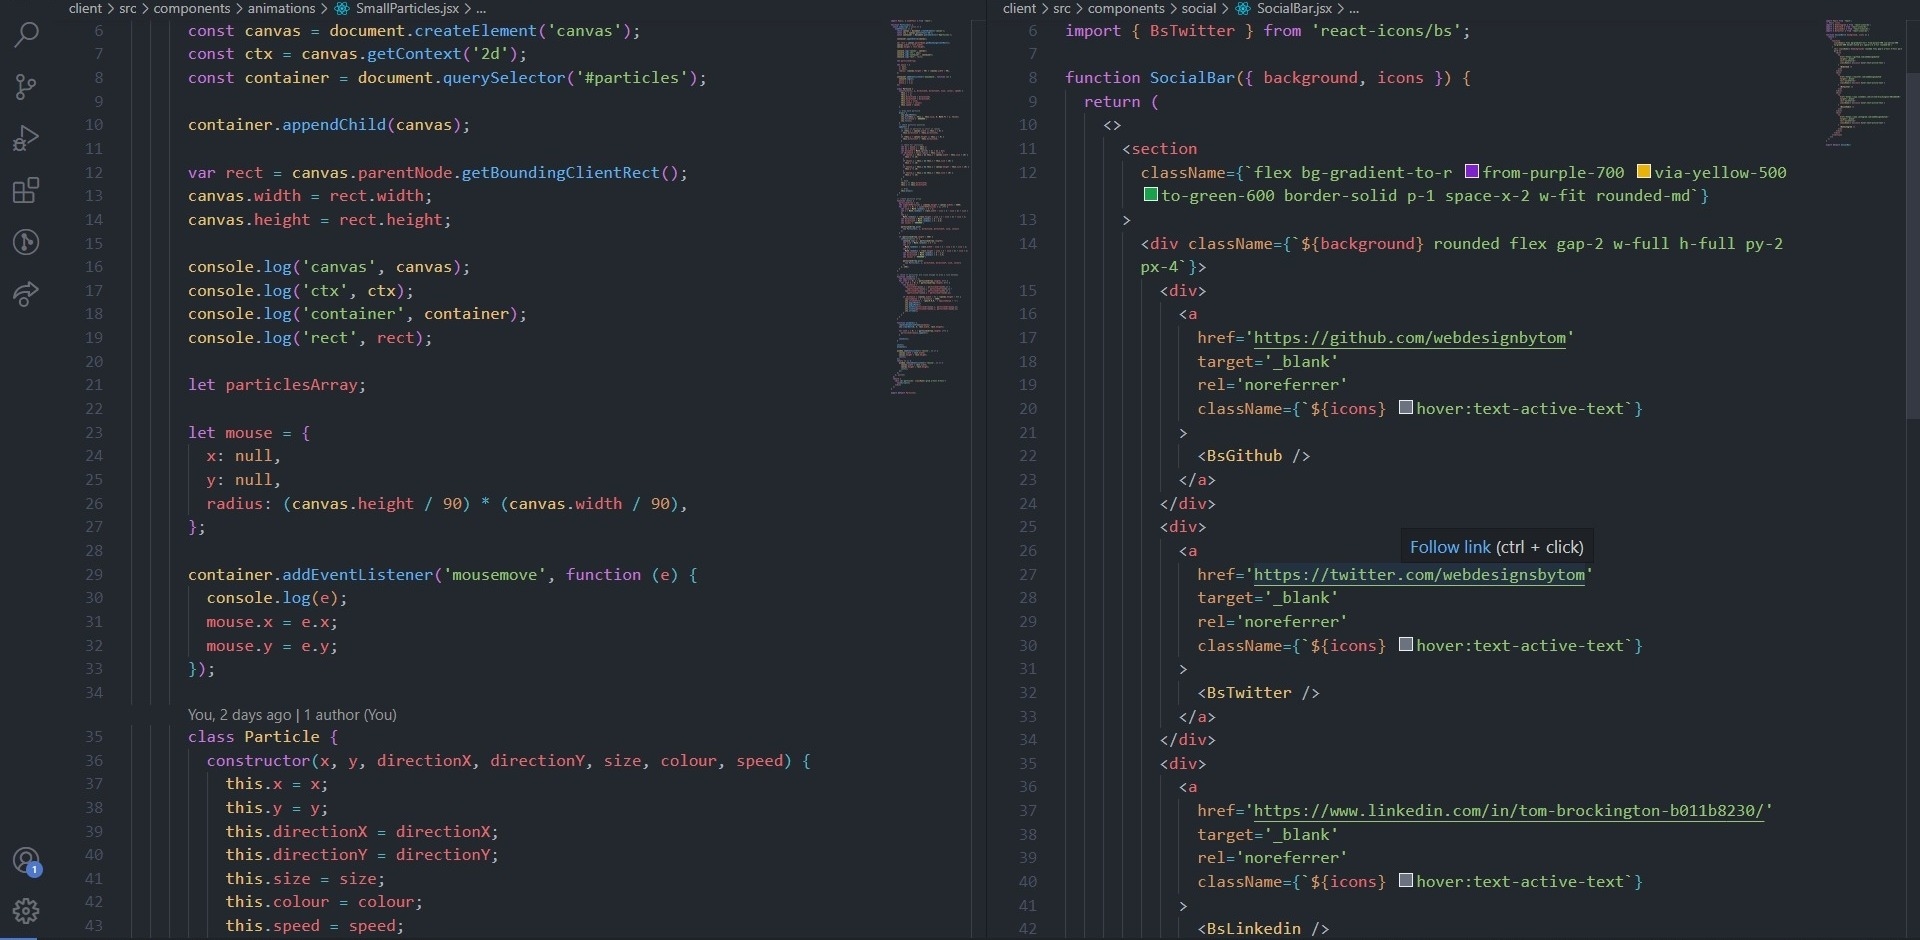 client > src > components > animations > SmallParticles.jsx > ...
6 const canvas = document.createElement('canvas');
7 const ctx = canvas.getContext('2d');
8 const container = document.querySelector('#particles');
9
10 container.appendChild(canvas);
11
12 var rect = canvas.parentNode.getBoundingClientRect();
13 canvas.width = rect.width;
14 canvas.height = rect.height;
15
16 console.log('canvas', canvas);
17 console.log('ctx', ctx);
18 console.log('container', container);
19 console.log('rect', rect);
20
21 let particlesArray;
22
23 let mouse = {
24 x: null,
25 y: null,
26 radius: (canvas.height / 90) * (canvas.width / 90),
27 };
28
29 container.addEventListener('mousemove', function (e) {
30 console.log(e);
31 mouse.x = e.x;
32 mouse.y = e.y;
33 });
34
You, 2 days ago | 1 author (You)
35 class Particle {
36 constructor(x, y, directionX, directionY, size, colour, speed) {
37 this.x = x;
38 this.y = y;
39 this.directionX = directionX;
40 this.directionY = directionY;
41 this.size = size;
42 this.colour = colour;
43 this.speed = speed;
1
client > src > components > social > SocialBar.jsx > ...
6 import { BsTwitter } from 'react-icons/bs';
7
8 function SocialBar({ background, icons }) {
9 return (
10 <>
11 <section
12 className={`flex bg-gradient-to-r from-purple-700 via-yellow-500
to-green-600 border-solid p-1 space-x-2 w-fit rounded-md`}
13 >
14 <div className={`${background} rounded flex gap-2 w-full h-full py-2
px-4`}>
15 <div>
16 <a
17 href='https://github.com/webdesignbytom'
18 target='_blank'
19 rel='noreferrer'
20 className={`${icons} hover:text-active-text`}
21 >
22 <BsGithub />
23 </a>
24 </div>
25 <div>
26 <a
Follow link (ctrl + click)
27 href='https://twitter.com/webdesignsbytom'
28 target='_blank'
29 rel='noreferrer'
30 className={`${icons} hover:text-active-text`}
31 >
32 <BsTwitter />
33 </a>
34 </div>
35 <div>
36 <a
37 href='https://www.linkedin.com/in/tom-brockington-b011b8230/'
38 target='_blank'
39 rel='noreferrer'
40 className={`${icons} hover:text-active-text`}
41 >
42 <BsLinkedin />